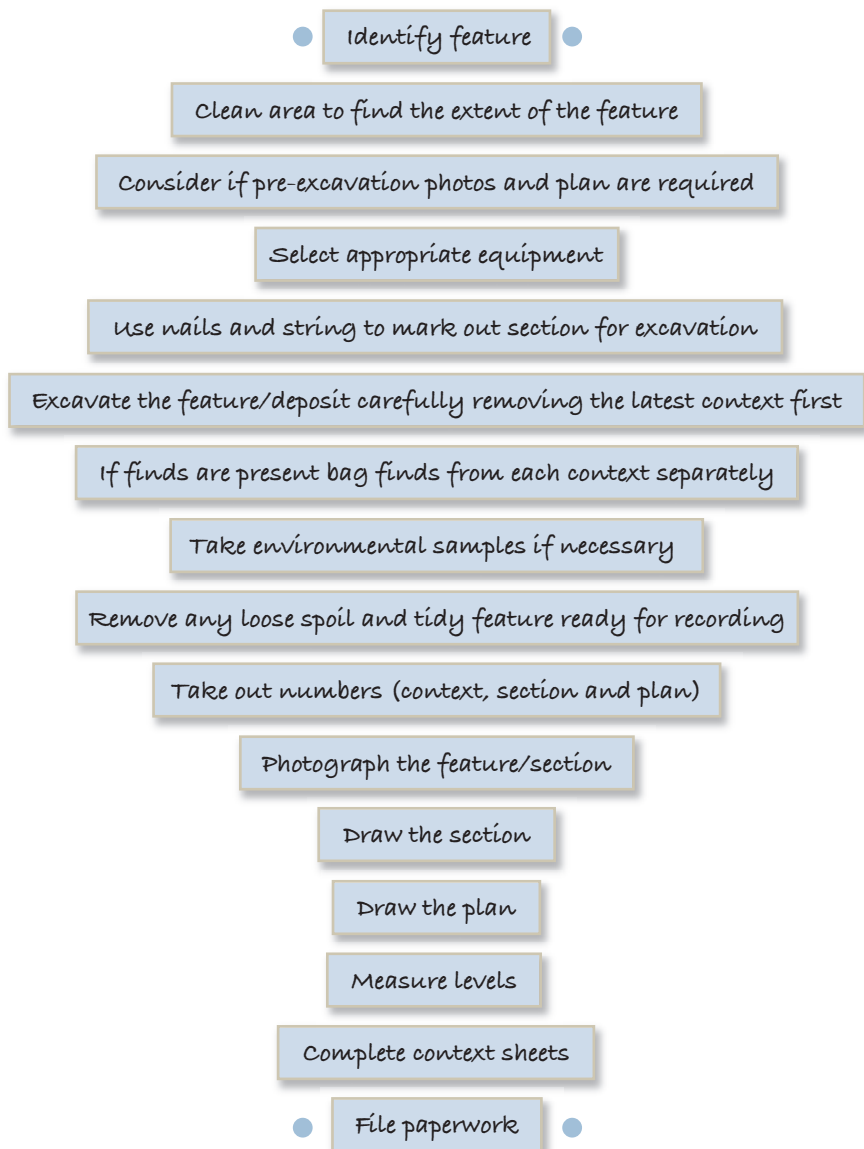 Identify feature
Clean area to find the extent of the feature
Consider if pre-excavation photos and plan are required
Select appropriate equipment
Use nails and string to mark out section for excavation
Excavate the feature/deposit carefully removing the latest context first
If finds are present bag finds from each context separately
Take environmental samples if necessary
Remove any loose spoil and tidy feature ready for recording
Take out numbers (context, section and plan)
Photograph the feature/section
Draw the section
Draw the plan
Measure levels
Complete context sheets
File paperwork